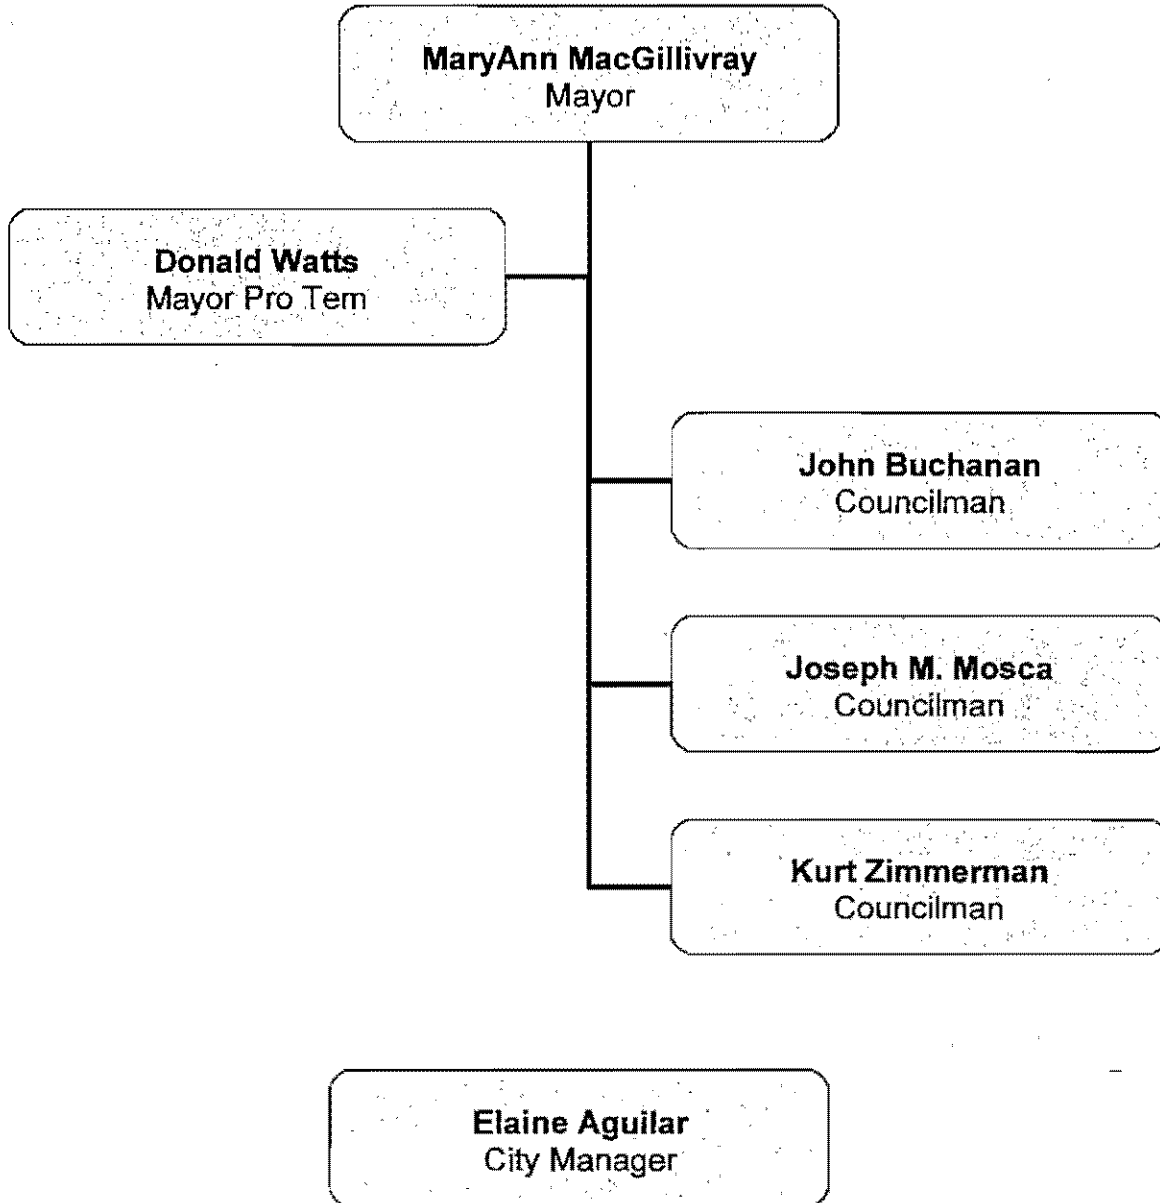 MaryAnn MacGillivray
Mayor
Donald Watts
Mayor Pro Tem
John Buchanan
Councilman
Joseph M. Mosca
Councilman
Kurt Zimmerman
Councilman
Elaine Aguilar
City Manager